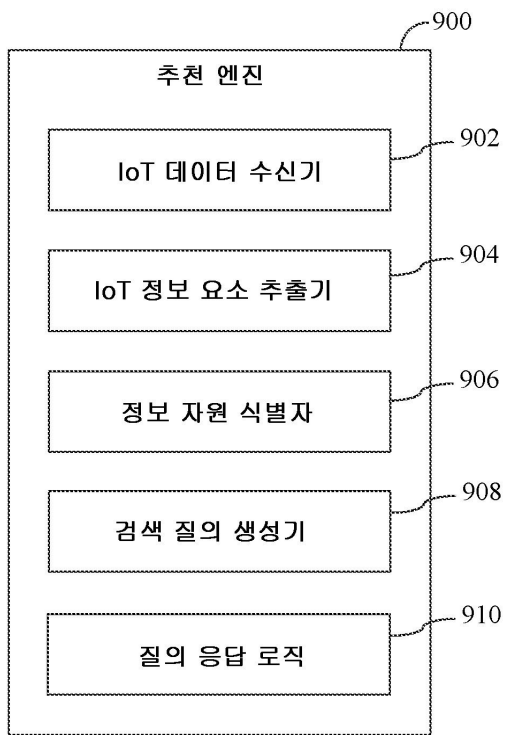 900
추천 엔진
902
IoT 데이터 수신기
904
IoT 정보 요소 추출기
906
정보 자원 식별자
908
검색 질의 생성기
910
질의 응답 로직